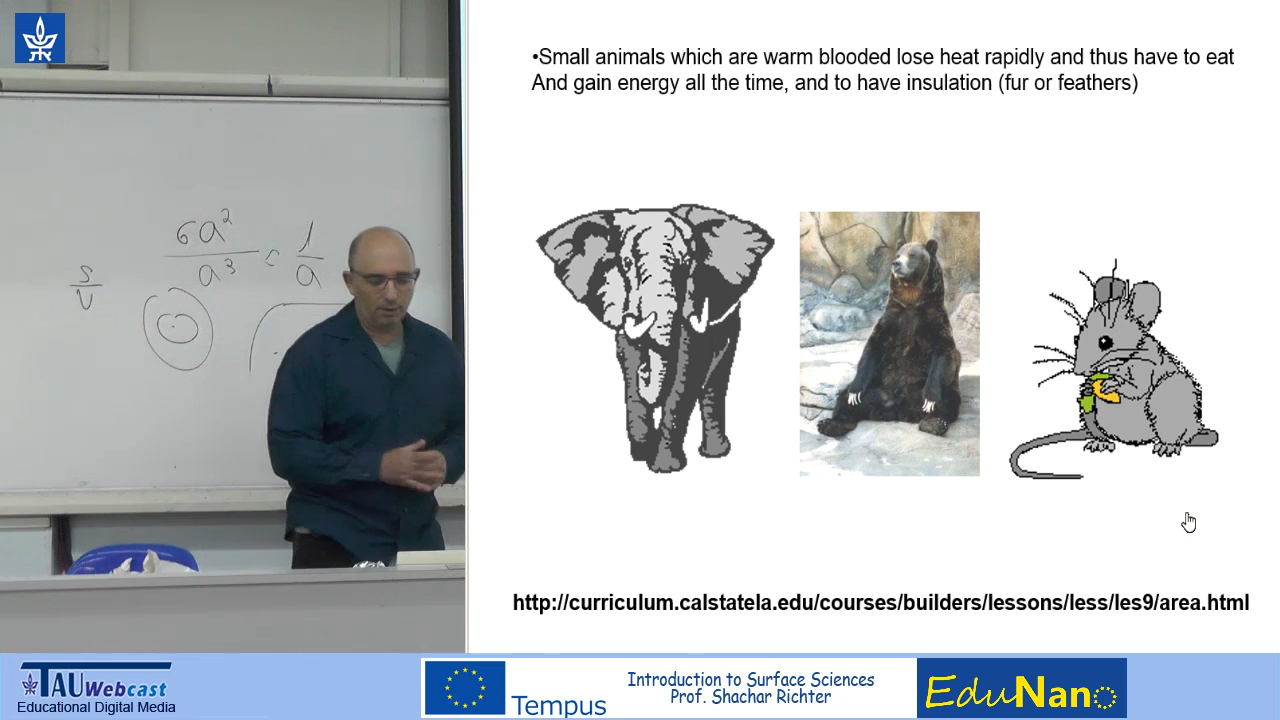 •Small animals which are warm blooded lose heat rapidly and thus have to eat
And gain energy all the time, and to have insulation (fur or feathers)
6a²
a³
1
a
S
V
http://curriculum.calstatela.edu/courses/builders/lessons/less/les9/area.html
TAU Webcast
Educational Digital Media
Tempus
Introduction to Surface Sciences
Prof. Shachar Richter
EduNano